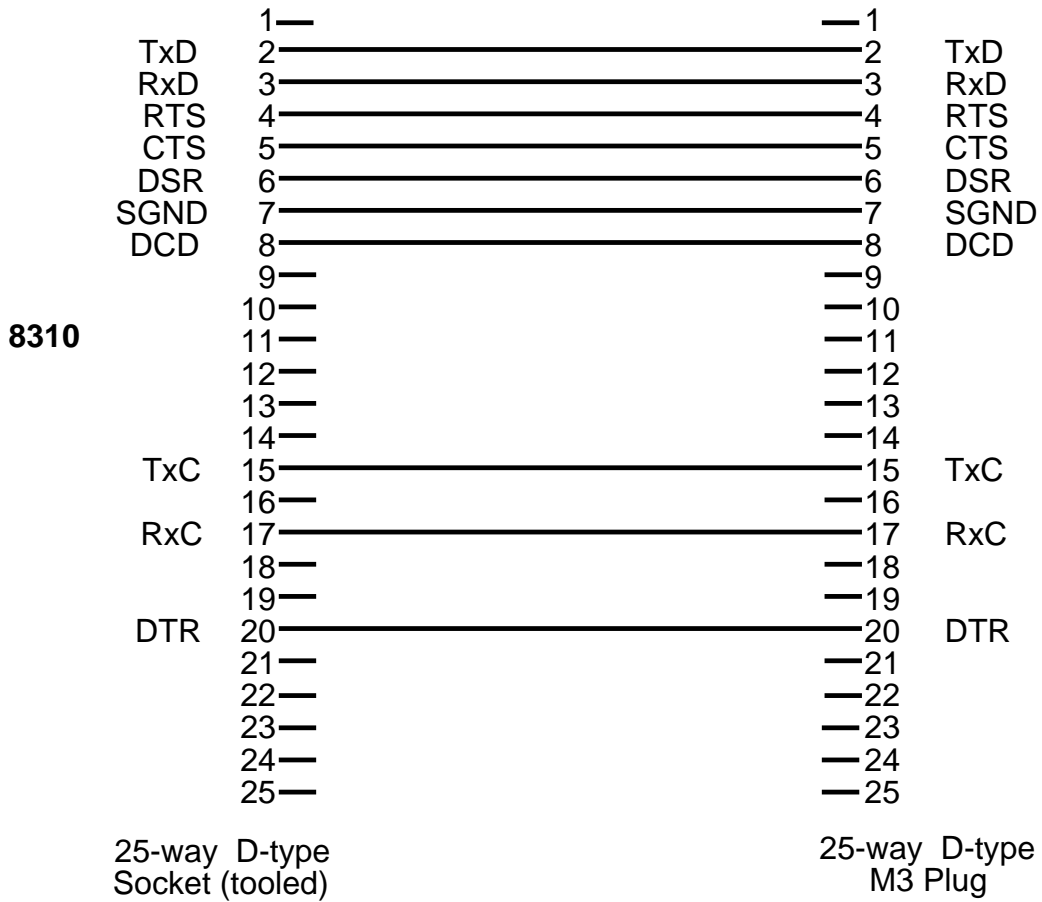 1 1
TxD 2 2 TxD
RxD 3 3 RxD
RTS 4 4 RTS
CTS 5 5 CTS
DSR 6 6 DSR
SGND 7 7 SGND
DCD 8 8 DCD
9 9
10 10
8310 11 11
12 12
13 13
14 14
TxC 15 15 TxC
16 16
RxC 17 17 RxC
18 18
19 19
DTR 20 20 DTR
21 21
22 22
23 23
24 24
25 25
25-way D-type 25-way D-type
Socket (tooled) M3 Plug